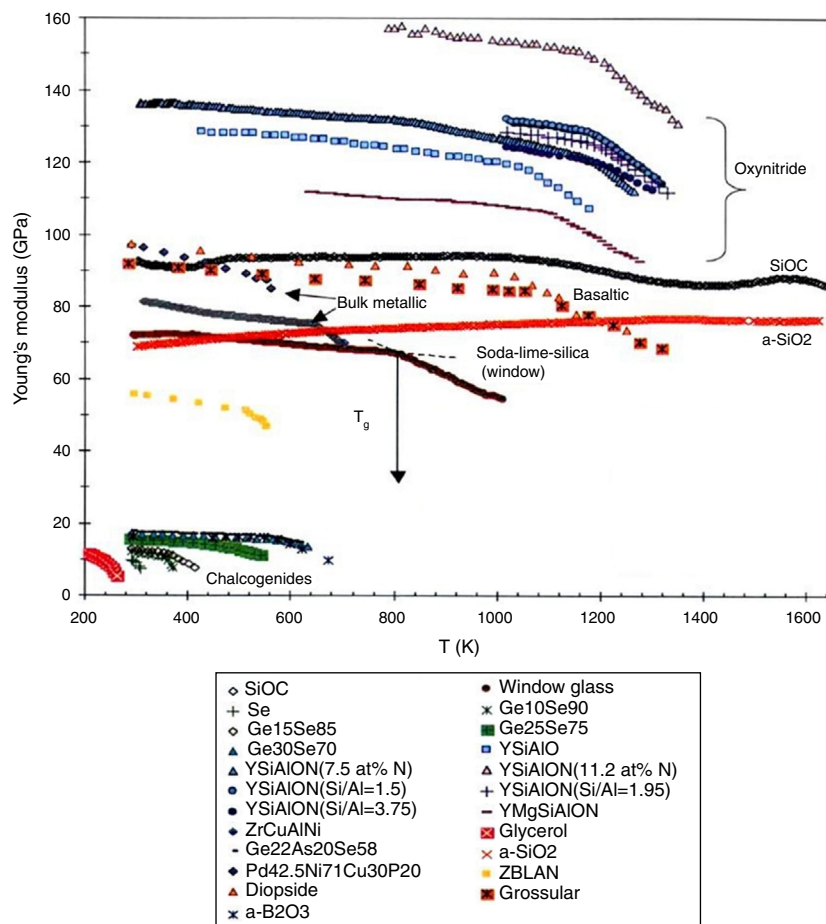 160
140
120
100
80
60
40
20
0
Young's modulus (GPa)
200
400
600
800
1000
1200
1400
1600
T (K)
Oxynitride
SiOC
Bulk metallic
Basaltic
a-SiO2
Soda-lime-silica
(window)
Tg
Chalcogenides
SiOC
Se
Ge15Se85
Ge30Se70
YSiAlON(7.5 at% N)
YSiAlON(Si/Al=1.5)
YSiAlON(Si/Al=3.75)
ZrCuAlNi
Ge22As20Se58
Pd42.5Ni71Cu30P20
Diopside
a-B2O3
Window glass
Ge10Se90
Ge25Se75
YSiAlO
YSiAlON(11.2 at% N)
YSiAlON(Si/Al=1.95)
YMgSiAlON
Glycerol
a-SiO2
ZBLAN
Grossular